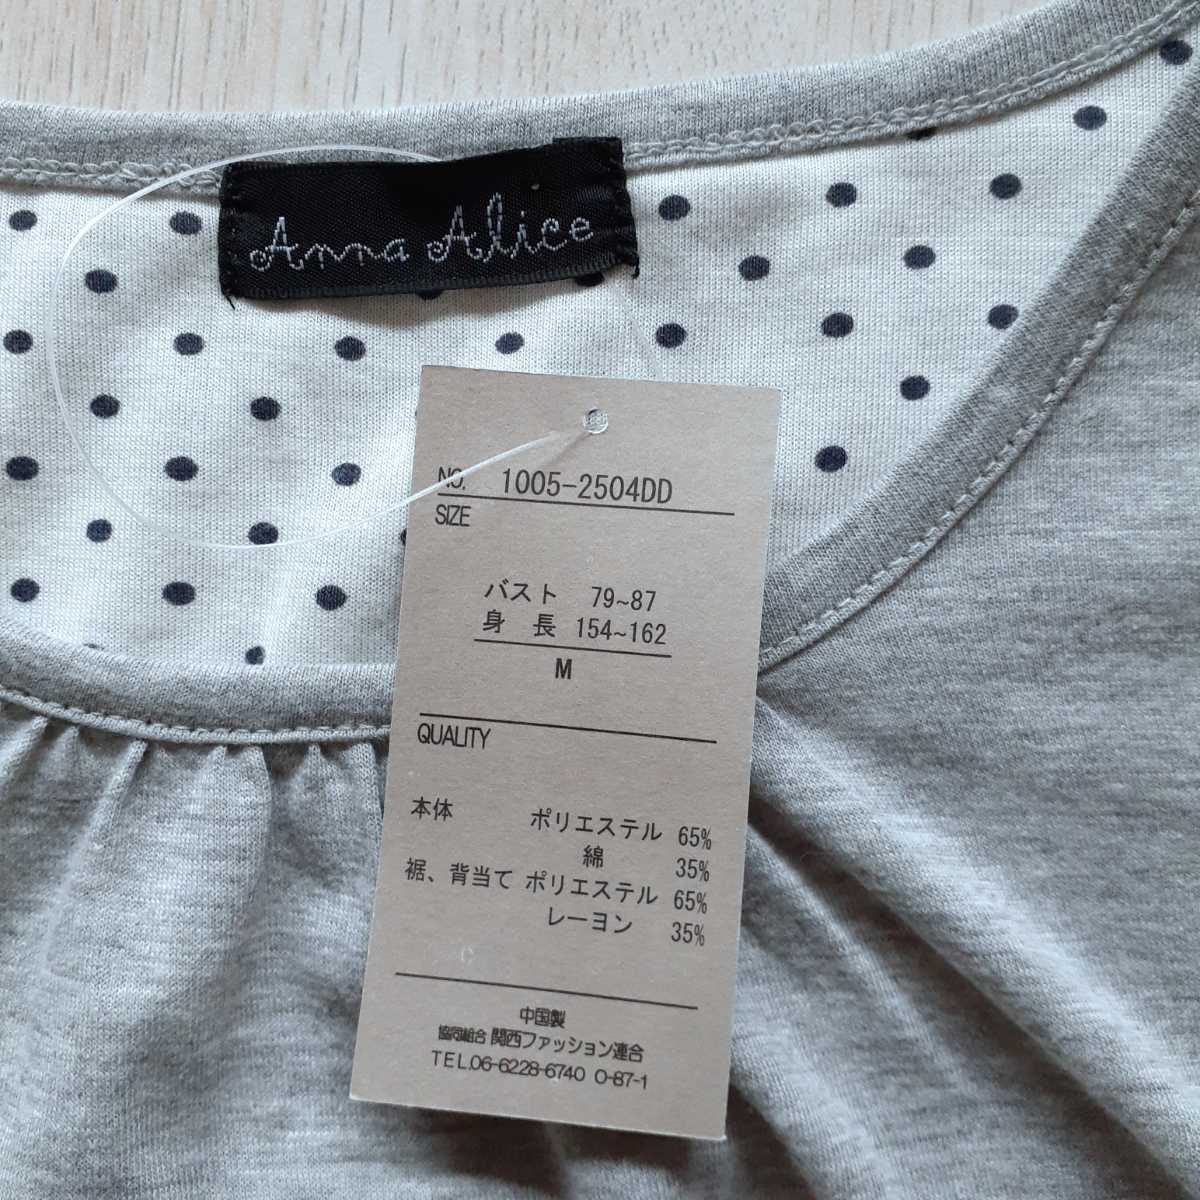 Anna Alice
NO. 1005-2504DD
SIZE
バスト 79~87
身 長 154~162
M
QUALITY
本体 ポリエステル 65%
綿 35%
裾、背当て ポリエステル 65%
レーヨン 35%
中国製
協同組合 関西ファッション連合
TEL.06-6228-6740 O-87-1